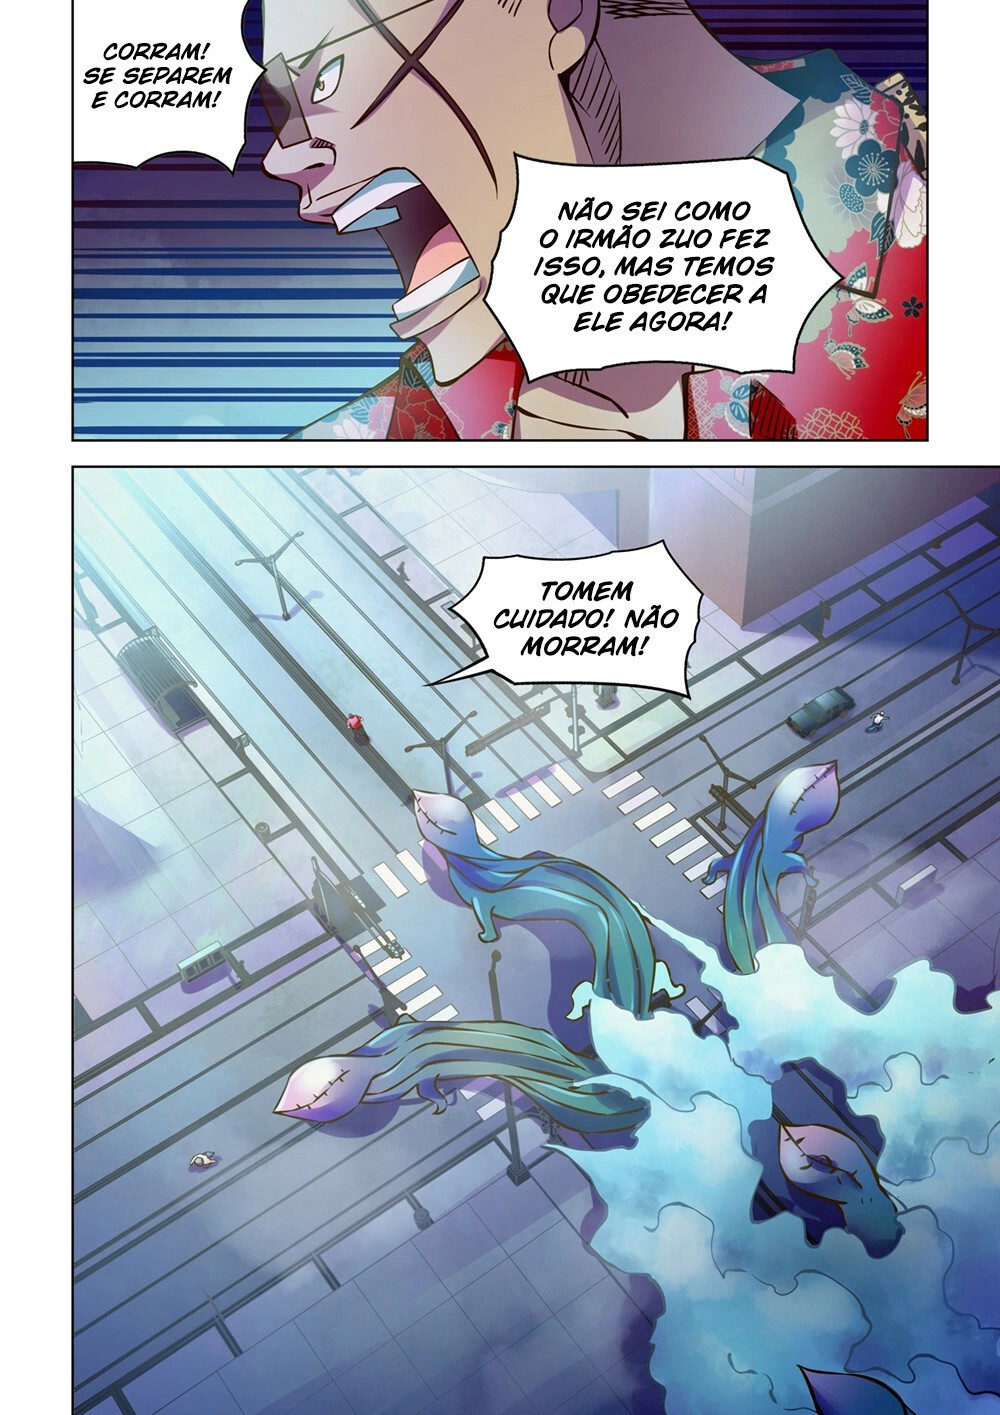 CORRAM!
SE SEPAREM
E CORRAM!
NÃO SEI COMO
O IRMÃO ZUO FEZ
ISSO, MAS TEMOS
QUE OBEDECER A
ELE AGORA!
TOMEM
CUIDADO! NÃO
MORRAM!